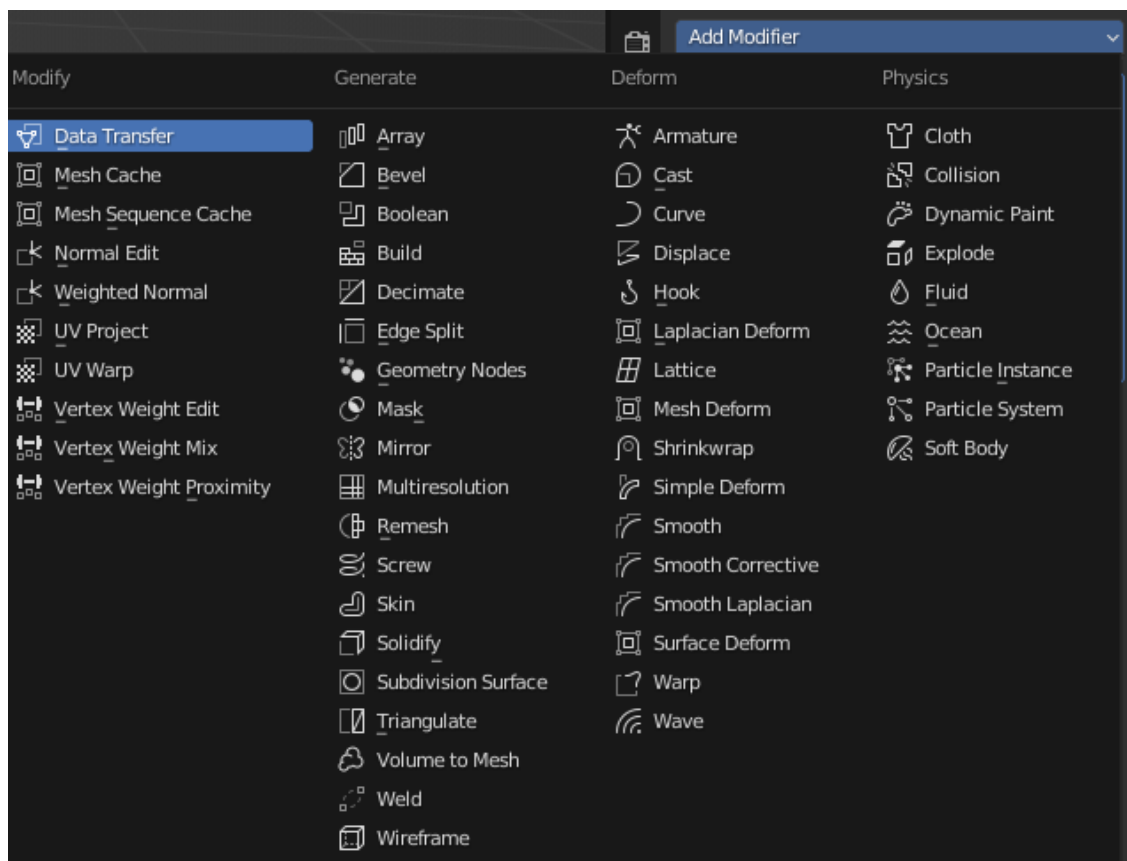 Add Modifier
Modify
Generate
Deform
Physics
Data Transfer
Mesh Cache
Mesh Sequence Cache
Normal Edit
Weighted Normal
UV Project
UV Warp
Vertex Weight Edit
Vertex Weight Mix
Vertex Weight Proximity
Array
Bevel
Boolean
Build
Decimate
Edge Split
Geometry Nodes
Mask
Mirror
Multiresolution
Remesh
Screw
Skin
Solidify
Subdivision Surface
Triangulate
Volume to Mesh
Weld
Wireframe
Armature
Cast
Curve
Displace
Hook
Laplacian Deform
Lattice
Mesh Deform
Shrinkwrap
Simple Deform
Smooth
Smooth Corrective
Smooth Laplacian
Surface Deform
Warp
Wave
Cloth
Collision
Dynamic Paint
Explode
Fluid
Ocean
Particle Instance
Particle System
Soft Body